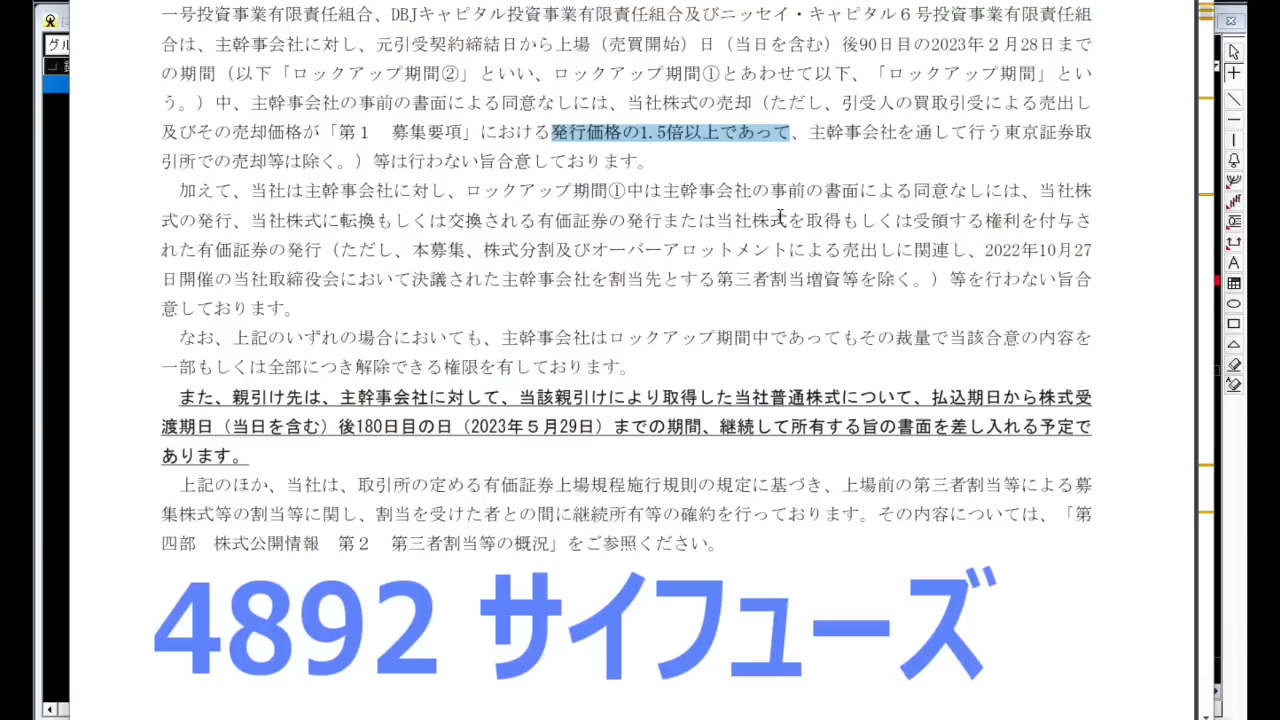 一号投資事業有限責任組合、DBJキャピタル投資事業有限責任組合及びニッセイ・キャピタル６号投資事業有限責任組
合は、主幹事会社に対し、元引受契約締結日から上場（売買開始）日（当日を含む）後90日目の2023年２月28日まで
の期間（以下「ロックアップ期間②」といい、ロックアップ期間①とあわせて以下、「ロックアップ期間」とい
う。）中、主幹事会社の事前の書面による同意なしには、当社株式の売却（ただし、引受人の買取引受による売出し
及びその売却価格が「第１　募集要項」における発行価格の1.5倍以上であって、主幹事会社を通して行う東京証券取
引所での売却等は除く。）等は行わない旨合意しております。
加えて、当社は主幹事会社に対し、ロックアップ期間①中は主幹事会社の事前の書面による同意なしには、当社株
式の発行、当社株式に転換もしくは交換される有価証券の発行または当社株式を取得もしくは受領する権利を付与さ
れた有価証券の発行（ただし、本募集、株式分割及びオーバーアロットメントによる売出しに関連し、2022年10月27
日開催の当社取締役会において決議された主幹事会社を割当先とする第三者割当増資等を除く。）等を行わない旨合
意しております。
なお、上記のいずれの場合においても、主幹事会社はロックアップ期間中であってもその裁量で当該合意の内容を
一部もしくは全部につき解除できる権限を有しております。
また、親引け先は、主幹事会社に対して、当該親引けにより取得した当社普通株式について、払込期日から株式受
渡期日（当日を含む）後180日目の日（2023年５月29日）までの期間、継続して所有する旨の書面を差し入れる予定で
あります。
上記のほか、当社は、取引所の定める有価証券上場規程施行規則の規定に基づき、上場前の第三者割当等による募
集株式等の割当等に関し、割当を受けた者との間に継続所有等の確約を行っております。その内容については、「第
四部　株式公開情報　第２　第三者割当等の概況」をご参照ください。
4892 サイフューズ